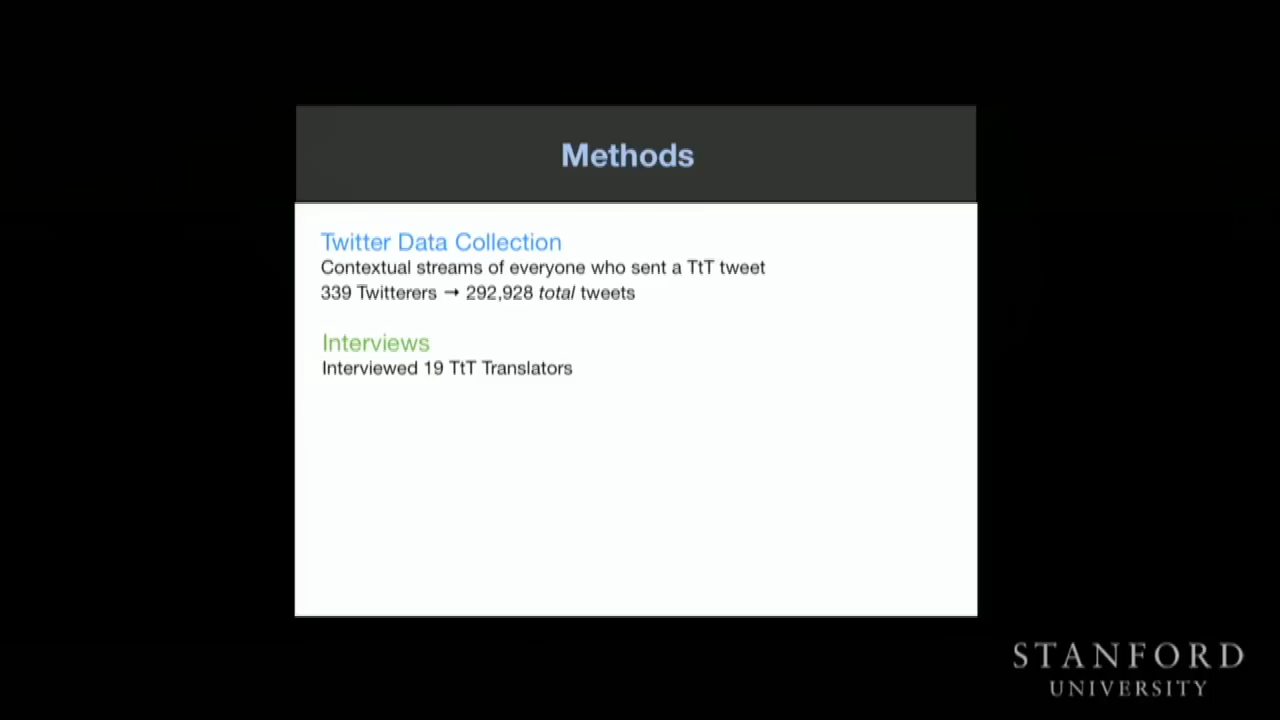 Methods
Twitter Data Collection
Contextual streams of everyone who sent a TtT tweet
339 Twitterers → 292,928 total tweets
Interviews
Interviewed 19 TtT Translators
STANFORD
UNIVERSITY